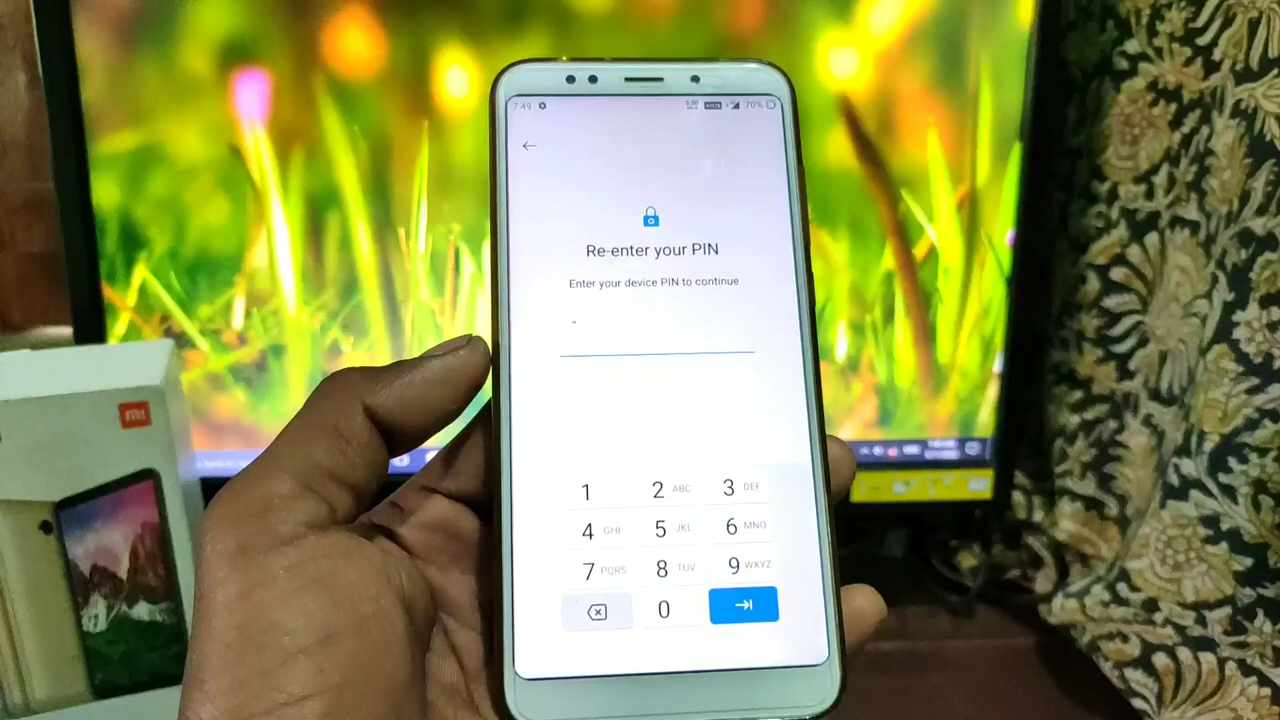 7:49
70%
Re-enter your PIN
Enter your device PIN to continue
1
2 ABC
3 DEF
4 GHI
5 JKL
6 MNO
7 PQRS
8 TUV
9 WXYZ
0
mi